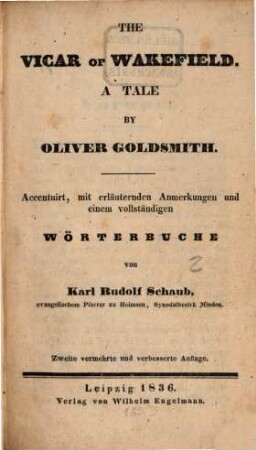 THE
VICAR OF WAKEFIELD.
A TALE
BY
OLIVER GOLDSMITH.
Accentuirt, mit erläuternden Anmerkungen und
einem vollständigen
WÖRTERBUCHE
von
Karl Rudolf Schaub,
evangelischem Pfarrer zu Heimsen, Synodalbezirk Minden.
2
Zweite vermehrte und verbesserte Auflage.
Leipzig 1836.
Verlag von Wilhelm Engelmann.